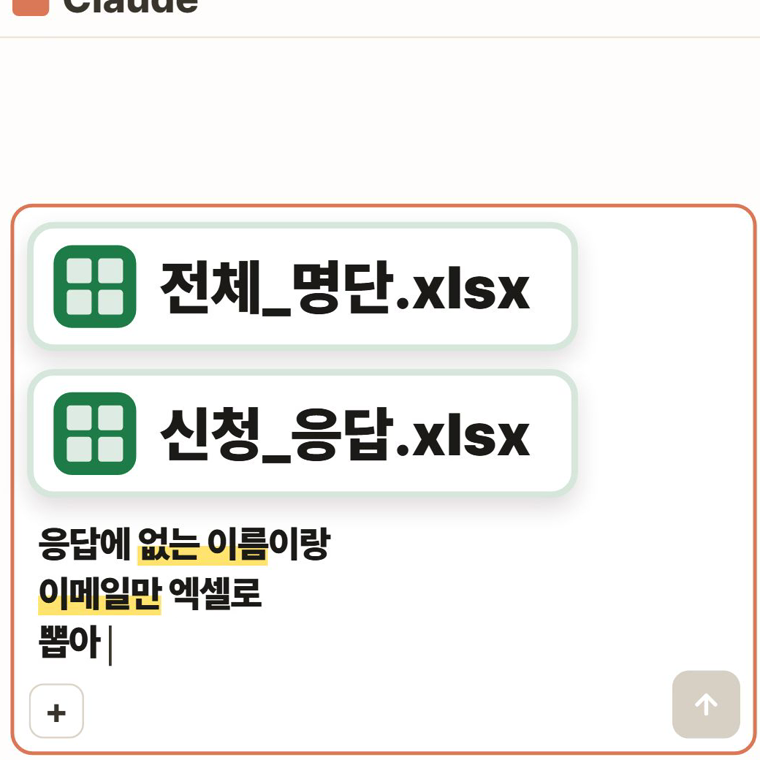 Claude
전체_명단.xlsx
신청_응답.xlsx
응답에 없는 이름이랑
이메일만 엑셀로
뽑아
+